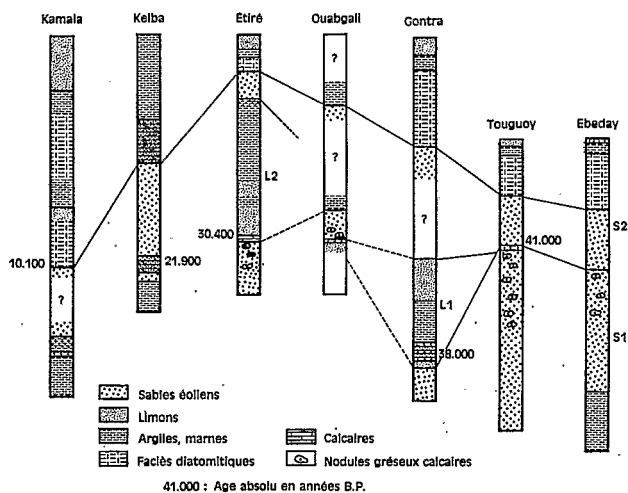 Kamala
Kelba
Étiré
Ouabgali
Gontra
Touguoy
Ebeday
?
?
?
?
L2
30.400
10.100
21.900
41.000
S2
L1
S1
38.000
Sables éoliens
Limons
Argiles, marnes
Calcaires
Faciès diatomitiques
Nodules gréseux calcaires
41.000 : Age absolu en années B.P.